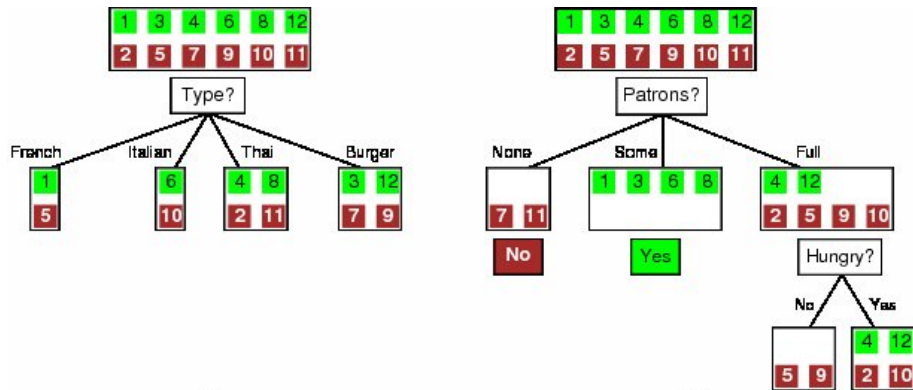 1 3 4 6 8 12
2 5 7 9 10 11
Type?
French Italian Thai Burger
1 6 4 8 3 12
5 10 2 11 7 9
1 3 4 6 8 12
2 5 7 9 10 11
Patrons?
None Some Full
1 3 6 8 4 12
7 11 2 5 9 10
No Yes Hungry?
No Yes
4 12
5 9 2 10